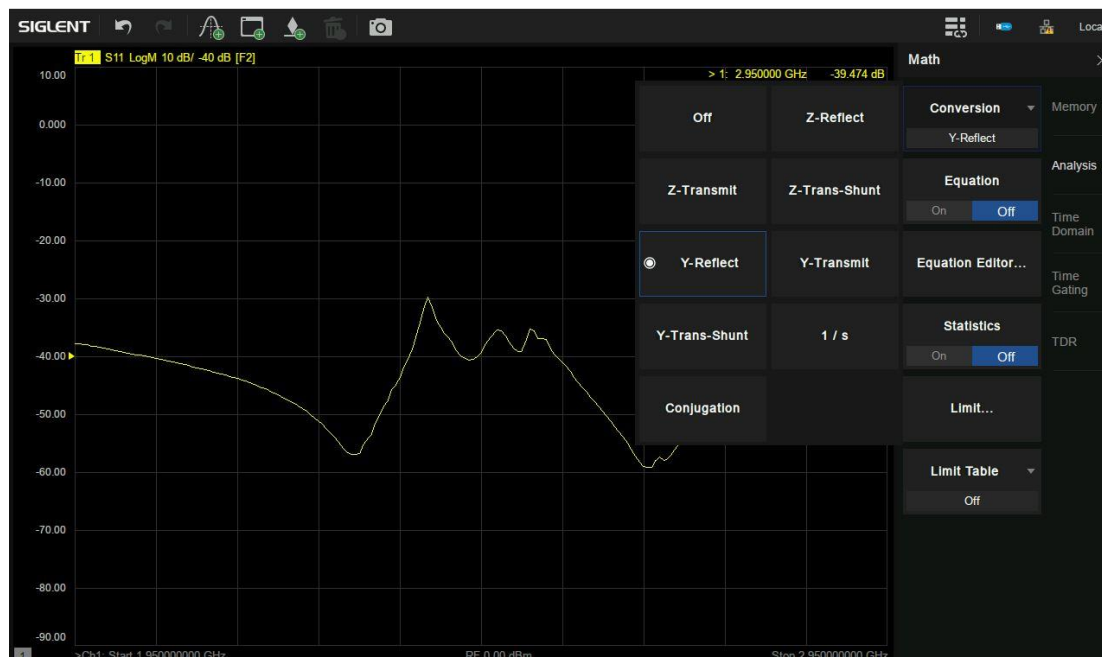 SIGLENT
Local
Tr 1 S11 LogM 10 dB/ -40 dB [F2]
> 1: 2.950000 GHz -39.474 dB
10.00
0.000
-10.00
-20.00
-30.00
-40.00
-50.00
-60.00
-70.00
-80.00
-90.00
Off
Z-Reflect
Z-Transmit
Z-Trans-Shunt
Y-Reflect
Y-Transmit
Y-Trans-Shunt
1 / s
Conjugation
Math
Conversion
Y-Reflect
Equation
On Off
Equation Editor...
Statistics
On Off
Limit...
Limit Table
Off
Memory
Analysis
Time
Domain
Time
Gating
TDR
1 >Ch1: Start 1.950000000 GHz RF 0.00 dBm Stop 2.950000000 GHz